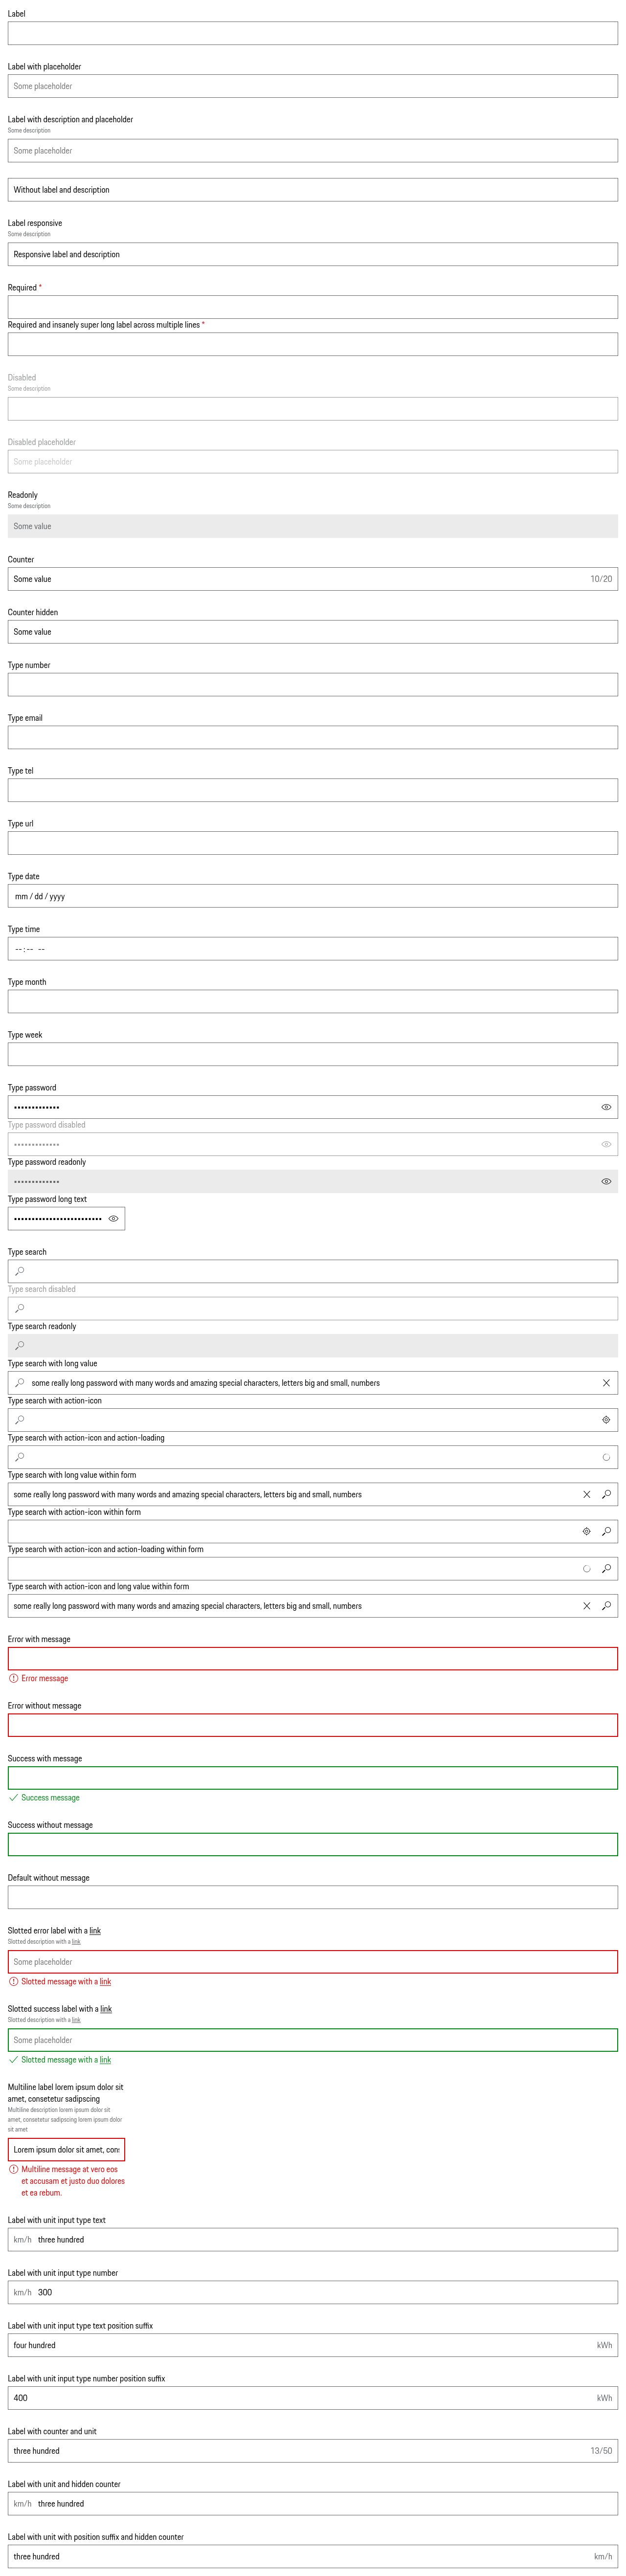 Label
Label with placeholder
Some placeholder
Label with description and placeholder
Some description
Some placeholder
Without label and description
Label responsive
Some description
Responsive label and description
Required *
Required and insanely super long label across multiple lines *
Disabled
Some description
Disabled placeholder
Some placeholder
Readonly
Some description
Some value
Counter
Some value 10/20
Counter hidden
Some value
Type number
Type email
Type tel
Type url
Type date
mm / dd / yyyy
Type time
--:-- --
Type month
Type week
Type password
•••••••••••••
Type password disabled
•••••••••••••
Type password readonly
•••••••••••••
Type password long text
•••••••••••••••••••••••••
Type search
Type search disabled
Type search readonly
Type search with long value
some really long password with many words and amazing special characters, letters big and small, numbers
Type search with action-icon
Type search with action-icon and action-loading
Type search with long value within form
some really long password with many words and amazing special characters, letters big and small, numbers
Type search with action-icon within form
Type search with action-icon and action-loading within form
Type search with action-icon and long value within form
some really long password with many words and amazing special characters, letters big and small, numbers
Error with message
Error message
Error without message
Success with message
Success message
Success without message
Default without message
Slotted error label with a link
Slotted description with a link
Some placeholder
Slotted message with a link
Slotted success label with a link
Slotted description with a link
Some placeholder
Slotted message with a link
Multiline label lorem ipsum dolor sit
amet, consetetur sadipscing
Multiline description lorem ipsum dolor sit
amet, consetetur sadipscing lorem ipsum dolor
sit amet
Lorem ipsum dolor sit amet, cons
Multiline message at vero eos
et accusam et justo duo dolores
et ea rebum.
Label with unit input type text
km/h three hundred
Label with unit input type number
km/h 300
Label with unit input type text position suffix
four hundred kWh
Label with unit input type number position suffix
400 kWh
Label with counter and unit
three hundred 13/50
Label with unit and hidden counter
km/h three hundred
Label with unit with position suffix and hidden counter
three hundred km/h